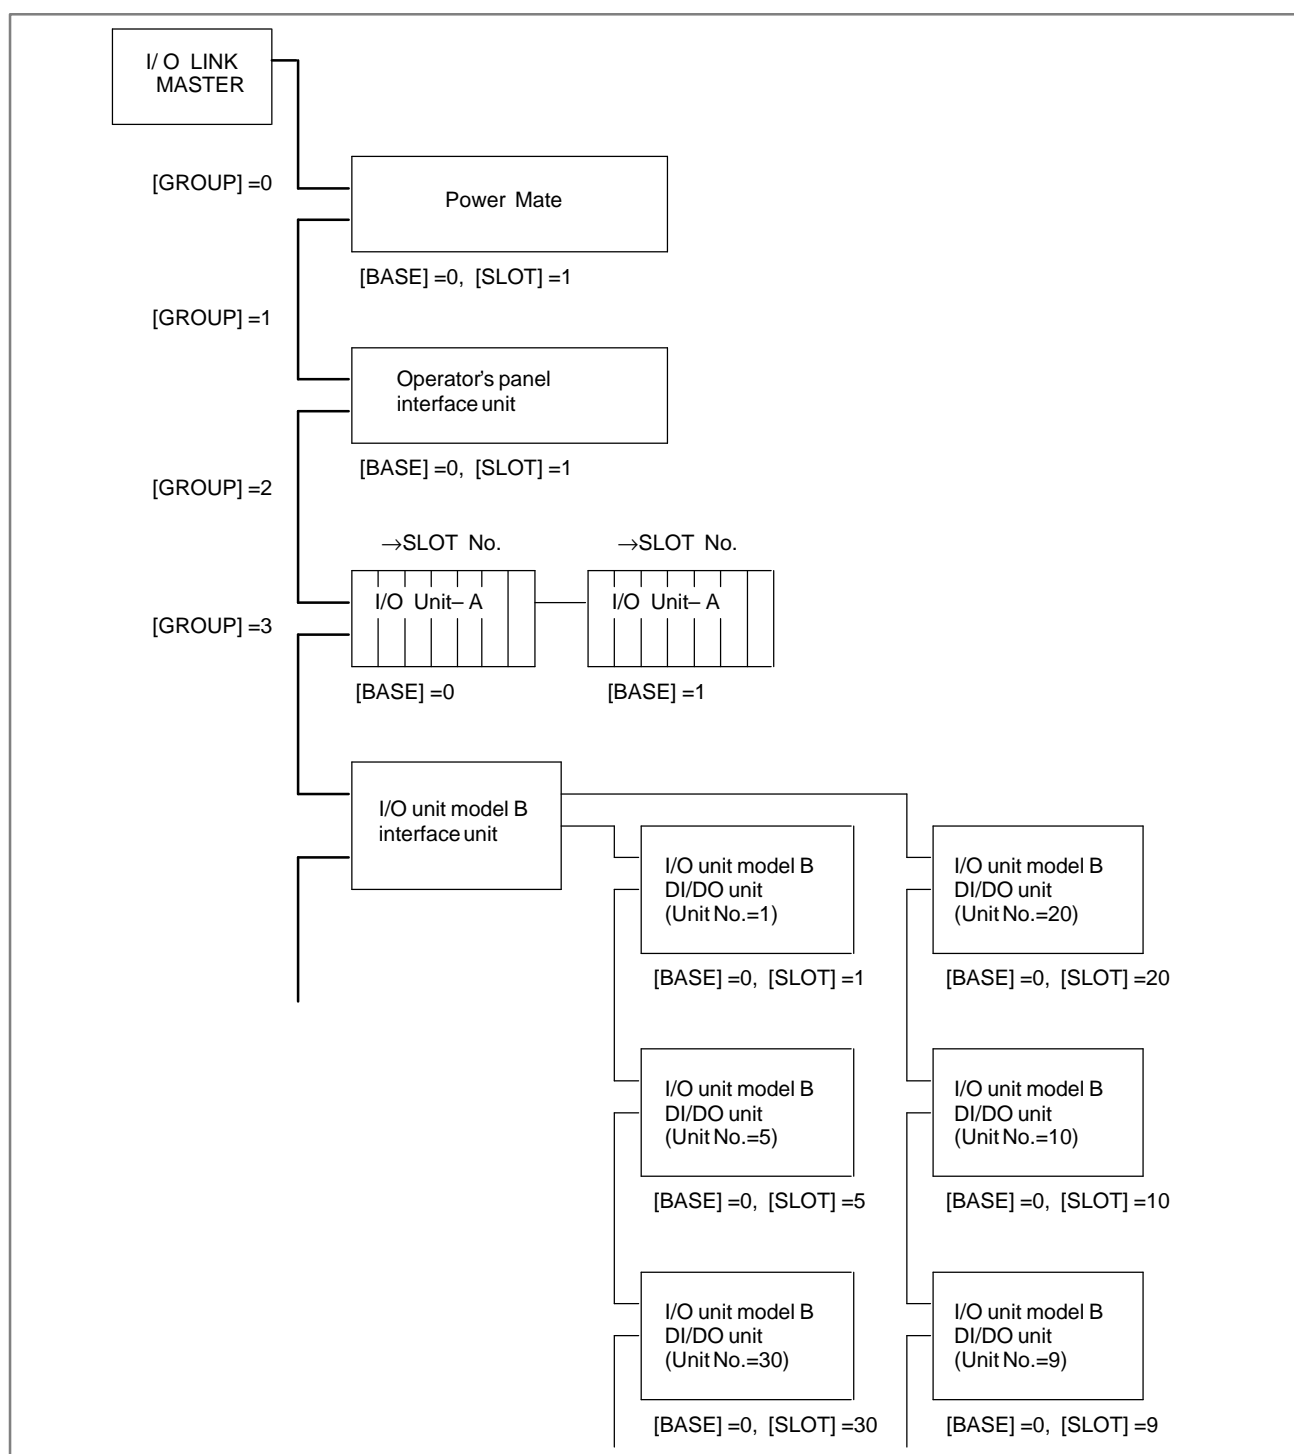 I/ O LINK
MASTER
[GROUP] =0
Power Mate
[BASE] =0, [SLOT] =1
[GROUP] =1
Operator's panel
interface unit
[BASE] =0, [SLOT] =1
[GROUP] =2
→SLOT No.
→SLOT No.
I/O Unit– A
I/O Unit– A
[GROUP] =3
[BASE] =0
[BASE] =1
I/O unit model B
interface unit
I/O unit model B
DI/DO unit
(Unit No.=1)
[BASE] =0, [SLOT] =1
I/O unit model B
DI/DO unit
(Unit No.=20)
[BASE] =0, [SLOT] =20
I/O unit model B
DI/DO unit
(Unit No.=5)
[BASE] =0, [SLOT] =5
I/O unit model B
DI/DO unit
(Unit No.=10)
[BASE] =0, [SLOT] =10
I/O unit model B
DI/DO unit
(Unit No.=30)
[BASE] =0, [SLOT] =30
I/O unit model B
DI/DO unit
(Unit No.=9)
[BASE] =0, [SLOT] =9